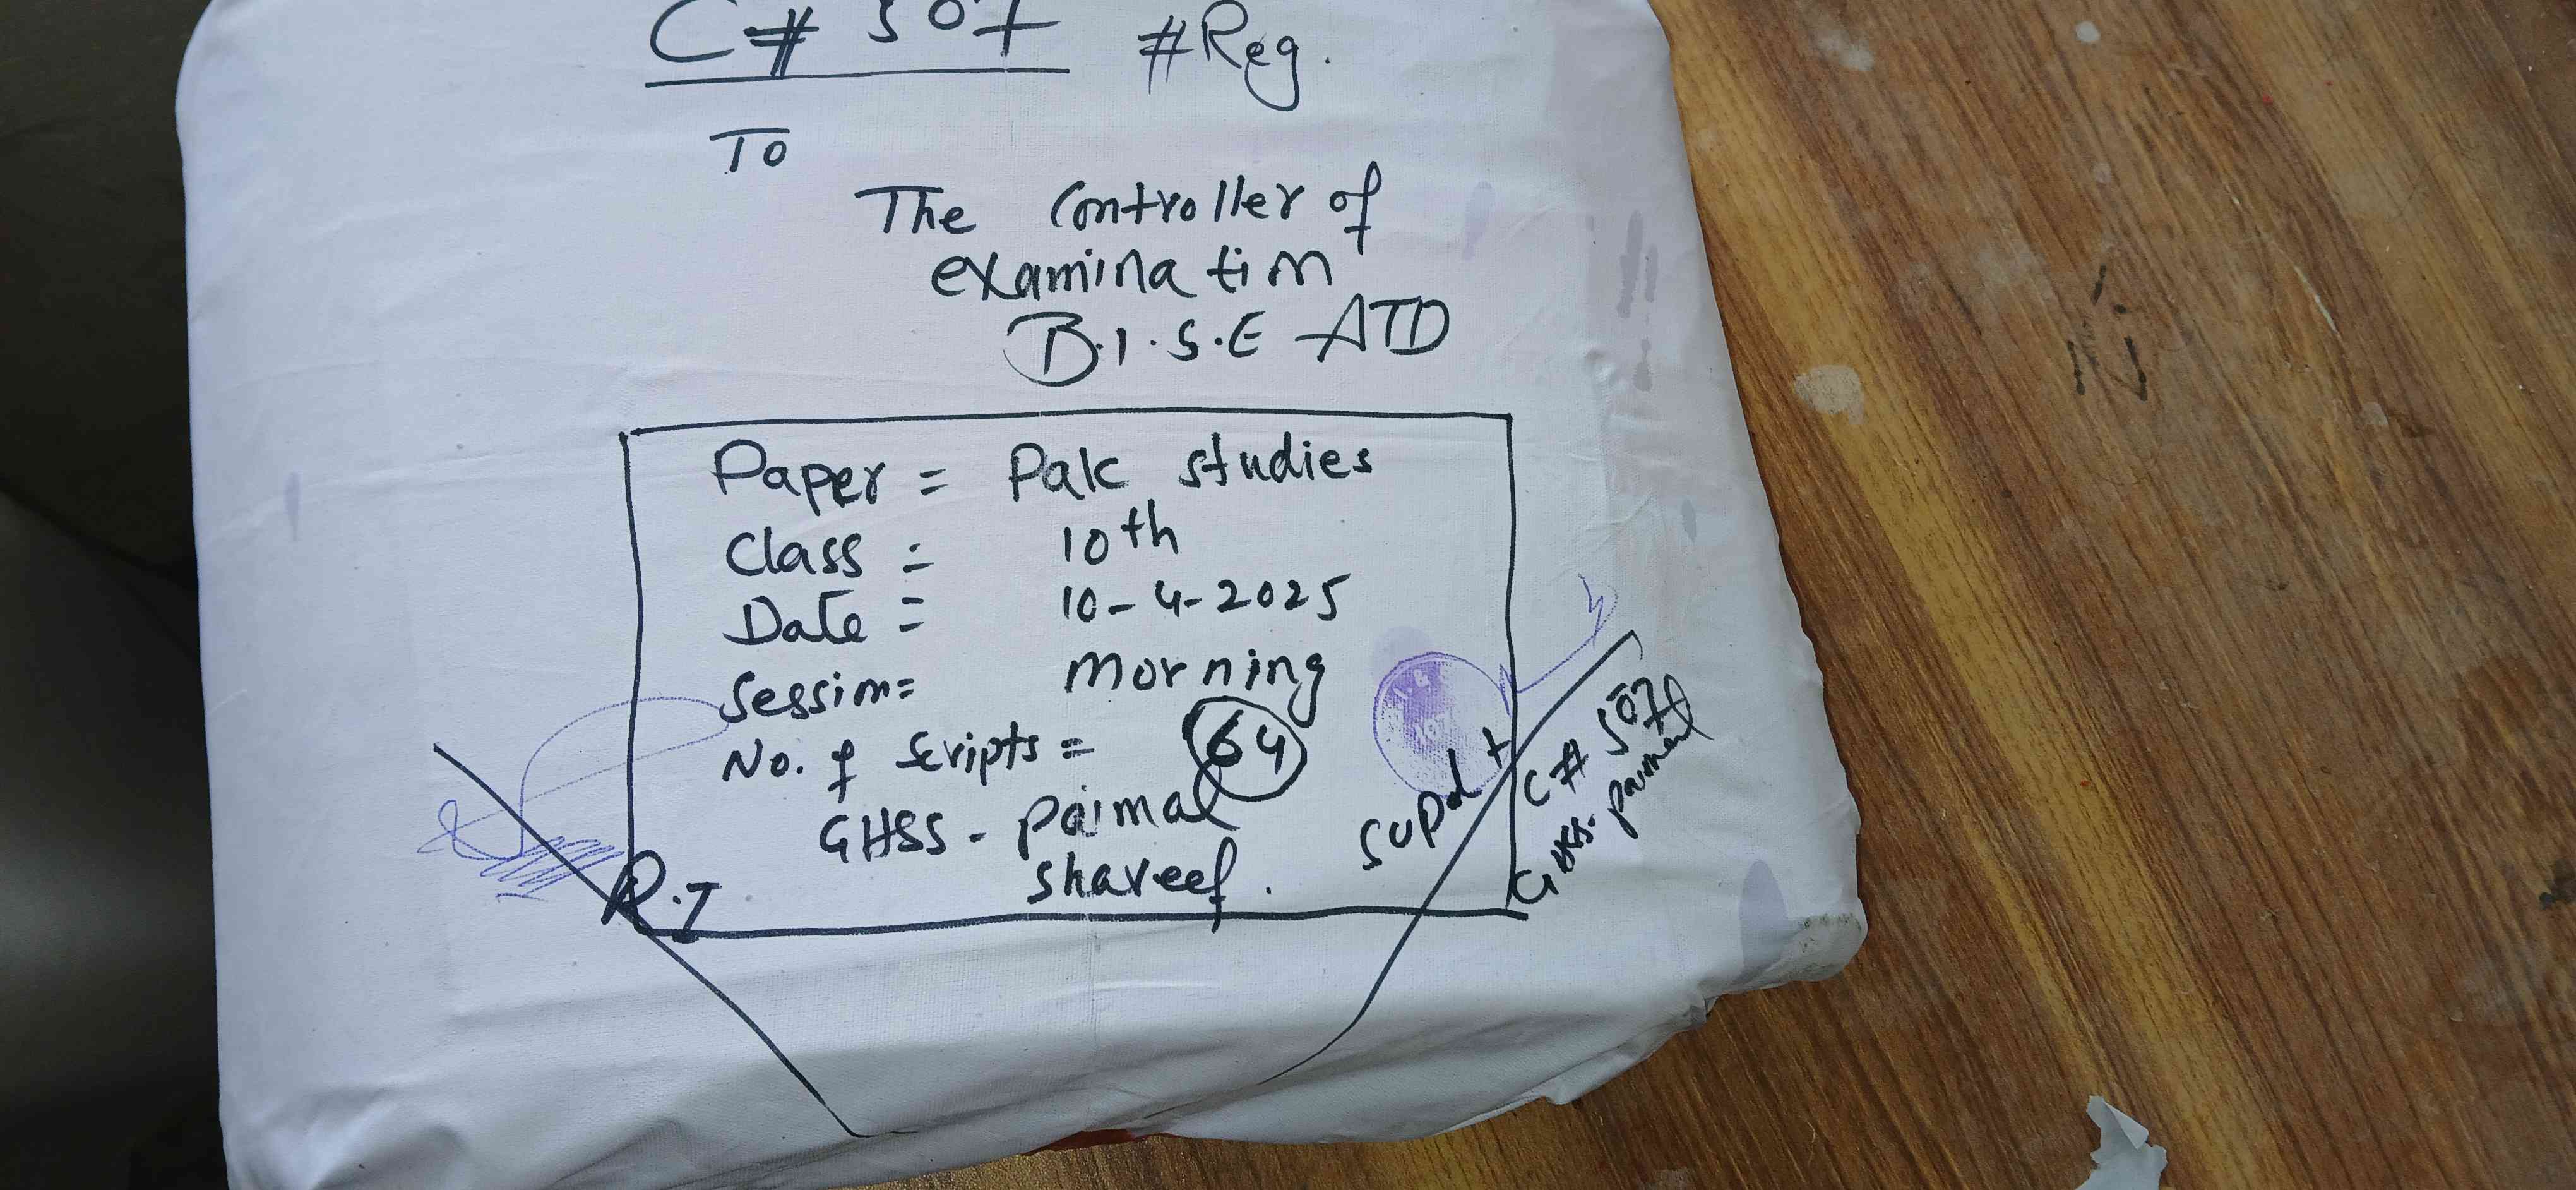 C# 507 #Reg.
To
The Controller of
examination
B.I.S.E ATD
Paper = Pak studies
Class = 10th
Date = 10-4-2025
Session= Morning
No. of scripts = 64
GHSS - Paimal
shareef.
R.I
Supdt
C# 507
GHSS. Paimal